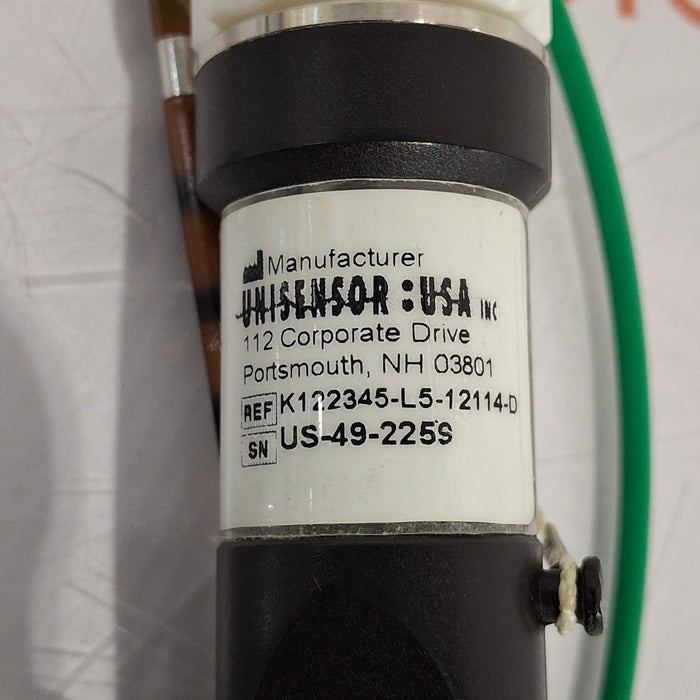 Manufacturer
UNISENSOR : USA INC
112 Corporate Drive
Portsmouth, NH 03801
REF K122345-L5-12114-D
SN US-49-2259